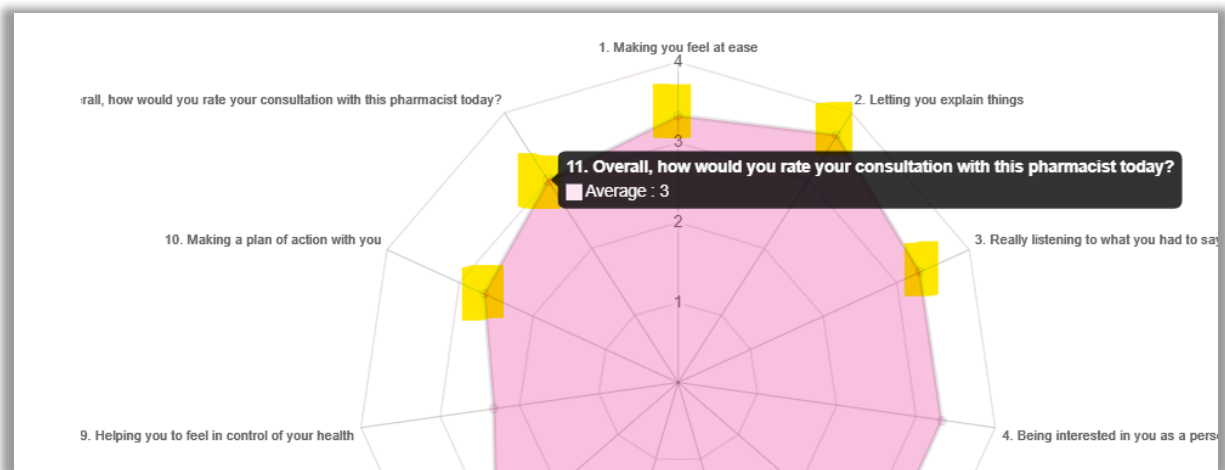 1. Making you feel at ease
4
rall, how would you rate your consultation with this pharmacist today?
2. Letting you explain things
3
11. Overall, how would you rate your consultation with this pharmacist today?
Average : 3
2
10. Making a plan of action with you
3. Really listening to what you had to say
1
9. Helping you to feel in control of your health
4. Being interested in you as a pers